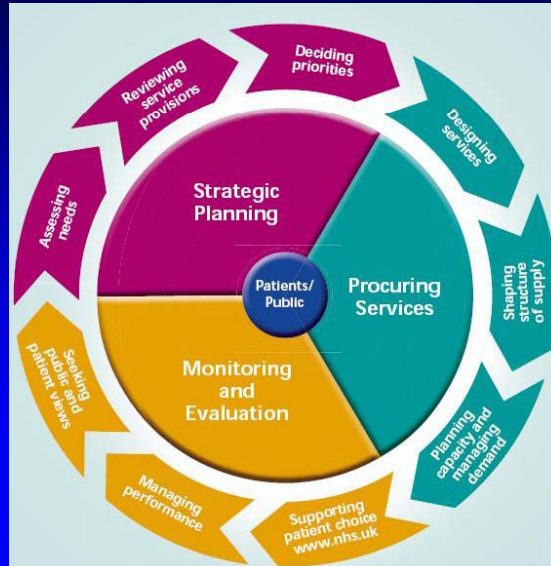 Deciding
priorities
Designing
services
Shaping
structure
of supply
Planning
capacity and
managing
demand
Supporting
patient choice
www.nhs.uk
Managing
performance
Seeking
public and
patient views
Assessing
needs
Reviewing
service
provisions
Strategic
Planning
Procuring
Services
Monitoring
and
Evaluation
Patients/
Public